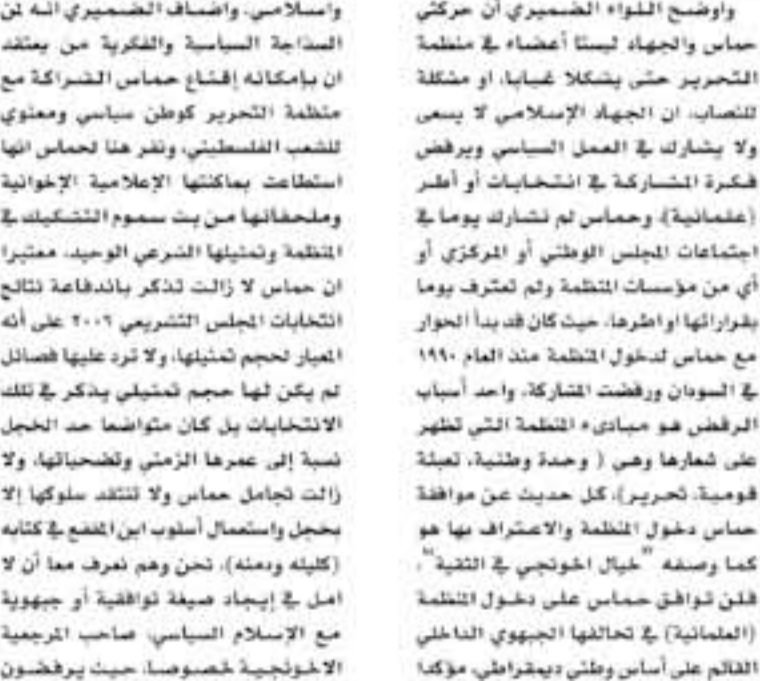 واوضح اللواء الضميري أن حركتي
حماس والجهاد ليستا أعضاء في منظمة
التحرير حتى يشكلا غيابا، او مشكلة
للنصاب، ان الجهاد الإسلامي لا يسعى
ولا يشارك في العمل السياسي ويرفض
فكرة المشاركة في انتخابات أو أطر
(علمانية)، وحماس لم تشارك يوما في
اجتماعات المجلس الوطني أو المركزي أو
أي من مؤسسات المنظمة ولم تعترف يوما
بقراراتها او اطرها، حيث كان قد بدأ الحوار
مع حماس لدخول المنظمة منذ العام ١٩٩٠
في السودان ورفضت المشاركة، واحد أسباب
الرفض هو مبادىء المنظمة التي تظهر
على شعارها وهي ( وحدة وطنية، تعبئة
قومية، تحرير)، كل حديث عن موافقة
حماس دخول المنظمة والاعتراف بها هو
كما وصفه "خيال اخونجي في التقية"،
فلن توافق حماس على دخول المنظمة
(العلمانية) في تحالفها الجبهوي الداخلي
القائم على أساس وطني ديمقراطي، مؤكدا
واسلامي، واضاف الضميري انه لمن
السذاجة السياسية والفكرية من يعتقد
ان بإمكانه إقناع حماس الشراكة مع
منظمة التحرير كوطن سياسي ومعنوي
للشعب الفلسطيني، ونقر هنا لحماس انها
استطاعت بماكنتها الإعلامية الإخوانية
وملحقاتها من بث سموم التشكيك في
المنظمة وتمثيلها الشرعي الوحيد، معتبرا
ان حماس لا زالت تذكر باندفاعة نتائج
انتخابات المجلس التشريعي ٢٠٠٦ على أنه
المعيار لحجم تمثيلها، ولا ترد عليها فصائل
لم يكن لها حجم تمثيلي يذكر في تلك
الانتخابات بل كان متواضعا حد الخجل
نسبة إلى عمرها الزمني وتضحياتها، ولا
زالت تجامل حماس ولا تنتقد سلوكها إلا
بخجل واستعمال أسلوب ابن المقفع في كتابه
(كليله ودمنه)، نحن وهم نعرف معا أن لا
امل في إيجاد صيغة توافقية أو جبهوية
مع الإسلام السياسي، صاحب المرجعية
الاخونجية خصوصا، حيث يرفضون